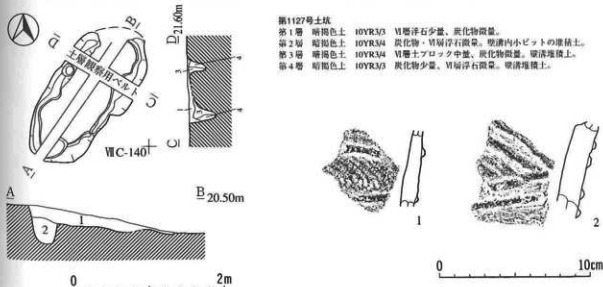 第1127号土坑
第1層 暗褐色土 10YR3/3 Ⅵ層浮石少量、炭化物微量。
第2層 暗褐色土 10YR3/4 炭化物・Ⅵ層浮石微量。壁溝内小ピットの堆積土。
第3層 暗褐色土 10YR3/4 Ⅶ層土ブロック中量、炭化物微量。壁溝堆積土。
第4層 暗褐色土 10YR3/3 炭化物少量、Ⅵ層浮石微量。壁溝堆積土。
B
D
土層観察用ベルト
C
A
ⅦC-140
D 21.60m
3
4
1
4
C
A
B 20.50m
1
2
0 2m
1
2
0 10cm